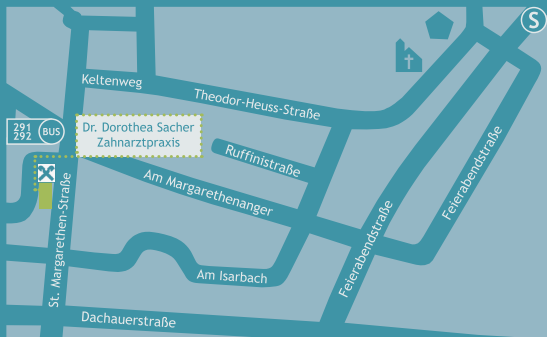 S
Keltenweg
Theodor-Heuss-Straße
291
292
BUS
Dr. Dorothea Sacher
Zahnarztpraxis
Ruffinistraße
Feierabendstraße
Am Margarethenanger
St. Margarethen-Straße
Feierabendstraße
Am Isarbach
Dachauerstraße